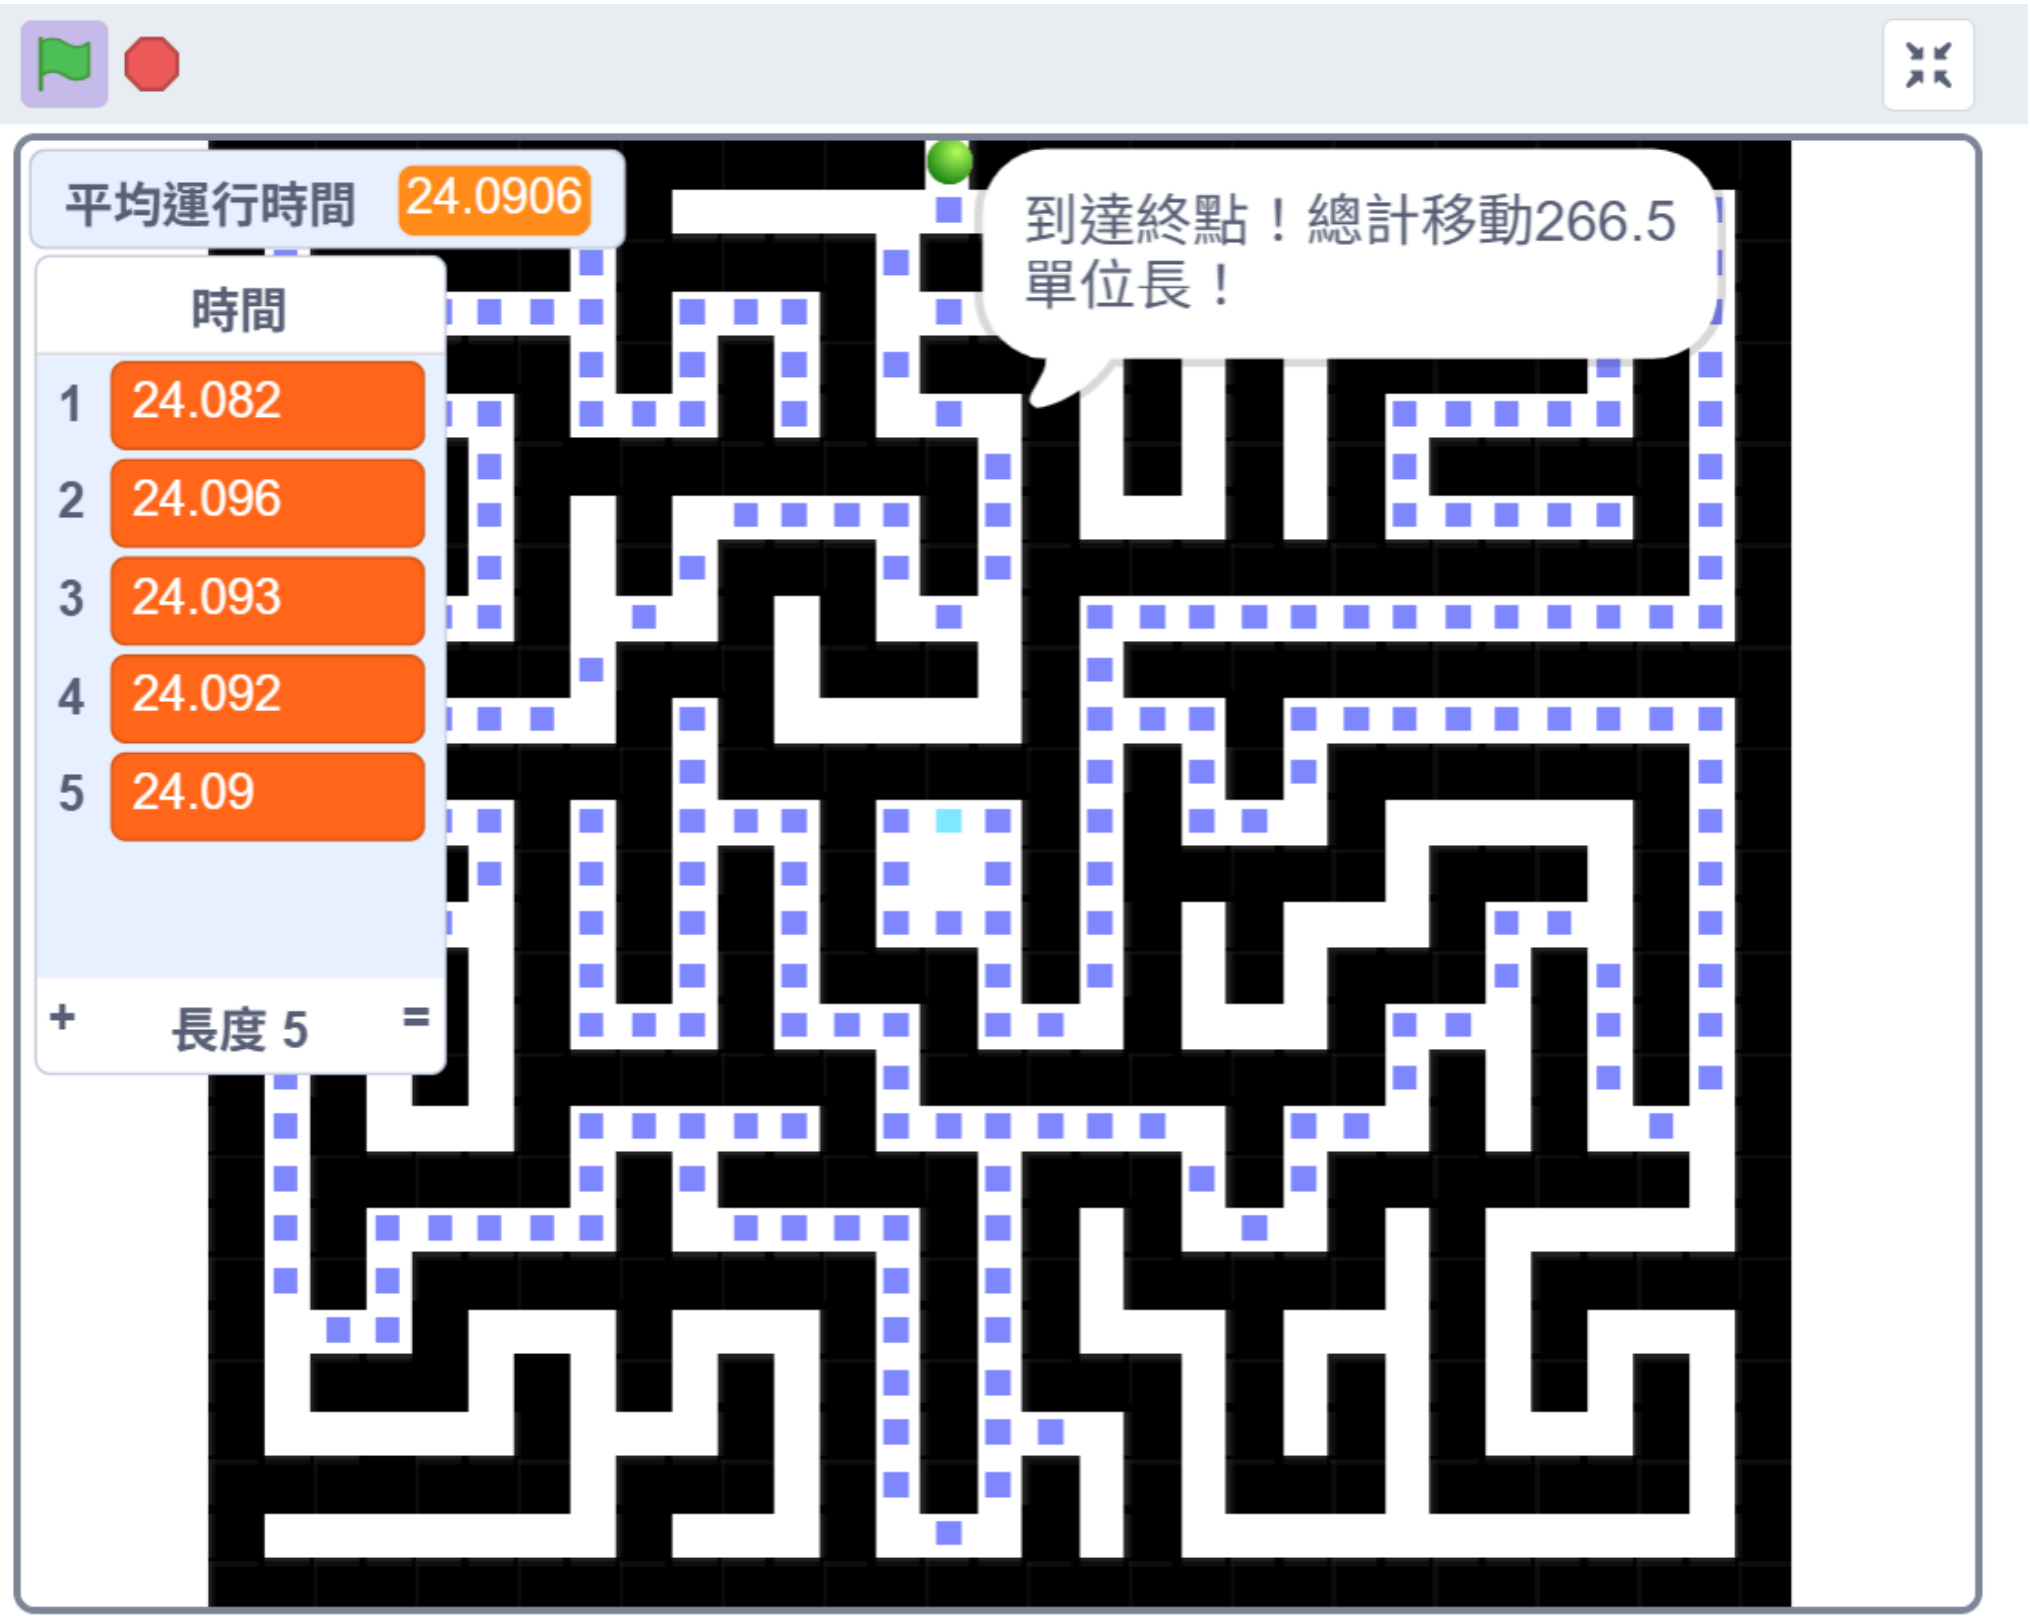 平均運行時間 24.0906
到達終點！總計移動266.5
單位長！
時間
1 24.082
2 24.096
3 24.093
4 24.092
5 24.09
+ 長度 5 =